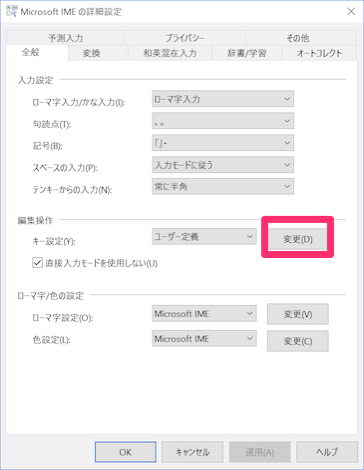 Microsoft IME の詳細設定
予測入力 プライバシー その他
全般 変換 和英混在入力 辞書/学習 オートコレクト
入力設定
ローマ字入力/かな入力(I): ローマ字入力
句読点(T): 、。
記号(B): 「」・
スペースの入力(P): 入力モードに従う
テンキーからの入力(N): 常に半角
編集操作
キー設定(Y): ユーザー定義 変更(D)
直接入力モードを使用しない(U)
ローマ字/色の設定
ローマ字設定(O): Microsoft IME 変更(V)
色設定(L): Microsoft IME 変更(C)
OK キャンセル 適用(A) ヘルプ